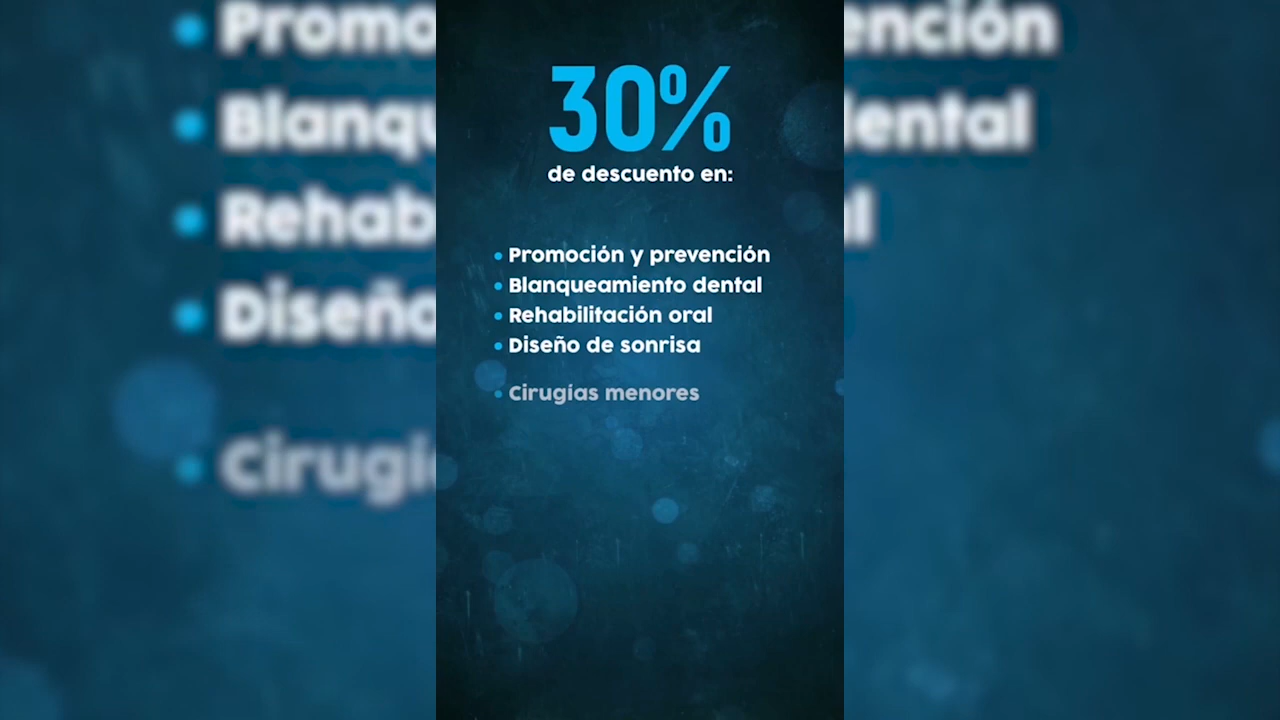 30%
de descuento en:
• Promoción y prevención
• Blanqueamiento dental
• Rehabilitación oral
• Diseño de sonrisa
• Cirugías menores